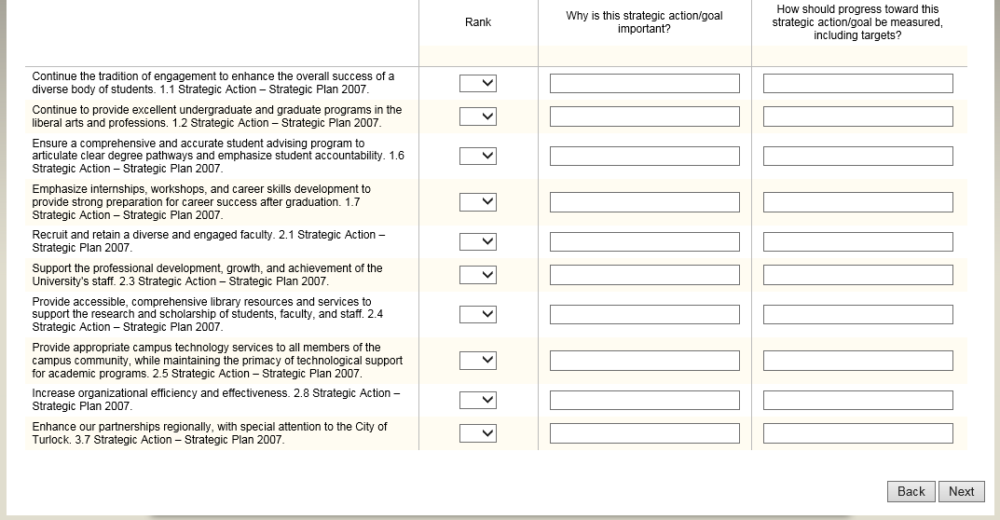 Rank
Why is this strategic action/goal
important?
How should progress toward this
strategic action/goal be measured,
including targets?
Continue the tradition of engagement to enhance the overall success of a
diverse body of students. 1.1 Strategic Action – Strategic Plan 2007.
Continue to provide excellent undergraduate and graduate programs in the
liberal arts and professions. 1.2 Strategic Action – Strategic Plan 2007.
Ensure a comprehensive and accurate student advising program to
articulate clear degree pathways and emphasize student accountability. 1.6
Strategic Action – Strategic Plan 2007.
Emphasize internships, workshops, and career skills development to
provide strong preparation for career success after graduation. 1.7
Strategic Action – Strategic Plan 2007.
Recruit and retain a diverse and engaged faculty. 2.1 Strategic Action –
Strategic Plan 2007.
Support the professional development, growth, and achievement of the
University's staff. 2.3 Strategic Action – Strategic Plan 2007.
Provide accessible, comprehensive library resources and services to
support the research and scholarship of students, faculty, and staff. 2.4
Strategic Action – Strategic Plan 2007.
Provide appropriate campus technology services to all members of the
campus community, while maintaining the primacy of technological support
for academic programs. 2.5 Strategic Action – Strategic Plan 2007.
Increase organizational efficiency and effectiveness. 2.8 Strategic Action –
Strategic Plan 2007.
Enhance our partnerships regionally, with special attention to the City of
Turlock. 3.7 Strategic Action – Strategic Plan 2007.
Back
Next